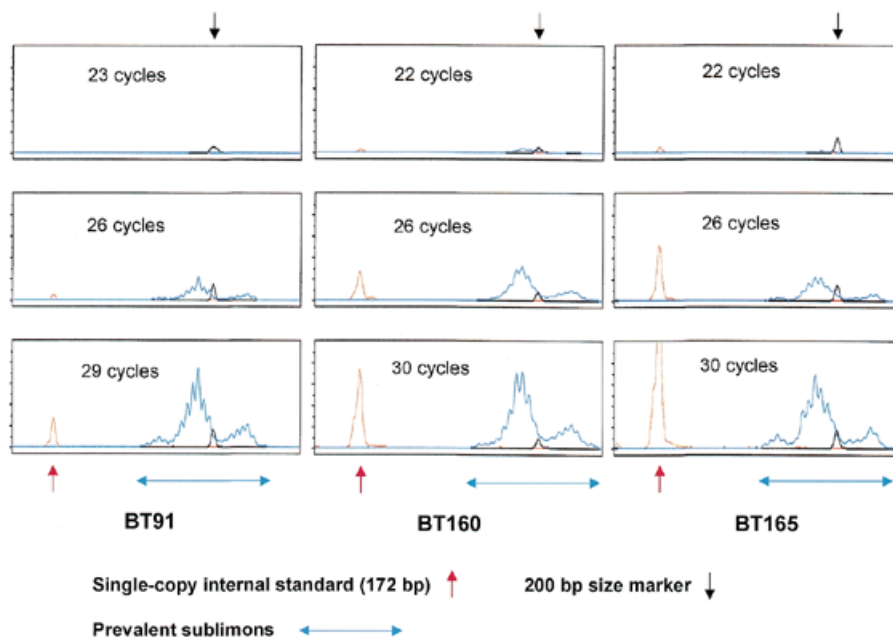 23 cycles 22 cycles 22 cycles
26 cycles 26 cycles 26 cycles
29 cycles 30 cycles 30 cycles
BT91 BT160 BT165
Single-copy internal standard (172 bp) 200 bp size marker
Prevalent sublimons